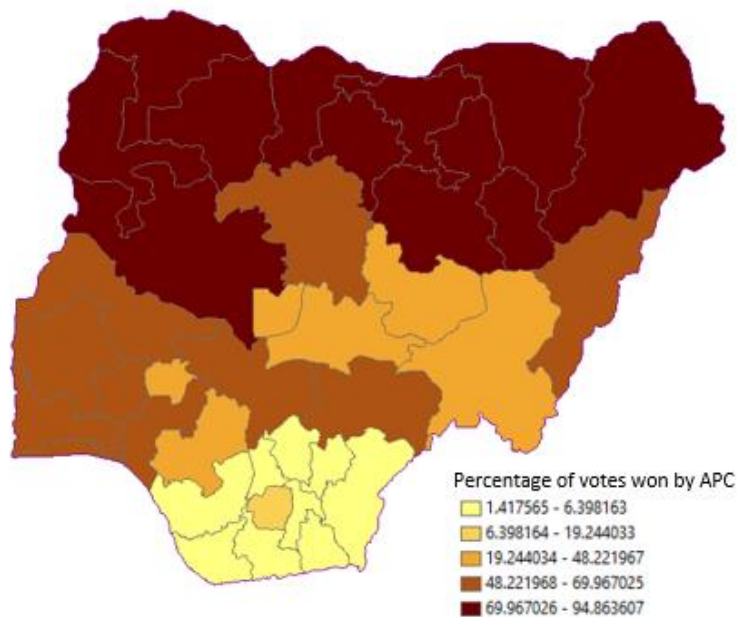 Percentage of votes won by APC
1.417565 - 6.398163
6.398164 - 19.244033
19.244034 - 48.221967
48.221968 - 69.967025
69.967026 - 94.863607